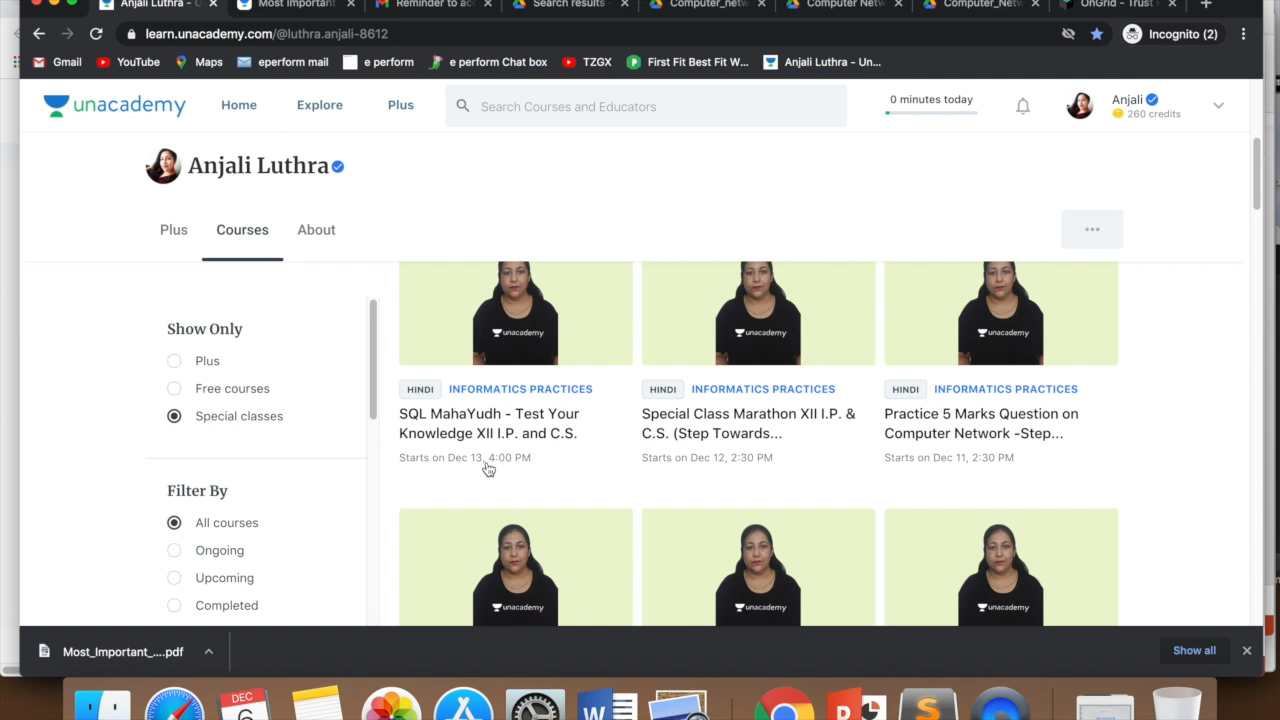 Anjali Luthra - U
Most Important
Reminder to acc
Search results -
Computer_netw
Computer Netw
Computer_Netw
OnGrid - Trust
learn.unacademy.com/@luthra.anjali-8612
Incognito (2)
Gmail
YouTube
Maps
eperform mail
e perform
e perform Chat box
TZGX
First Fit Best Fit W...
Anjali Luthra - Un...
unacademy
Home
Explore
Plus
Search Courses and Educators
0 minutes today
Anjali
260 credits
Anjali Luthra
Plus
Courses
About
Show Only
Plus
Free courses
Special classes
Filter By
All courses
Ongoing
Upcoming
Completed
unacademy
unacademy
unacademy
HINDI INFORMATICS PRACTICES
SQL MahaYudh - Test Your
Knowledge XII I.P. and C.S.
Starts on Dec 13, 4:00 PM
HINDI INFORMATICS PRACTICES
Special Class Marathon XII I.P. &
C.S. (Step Towards...
Starts on Dec 12, 2:30 PM
HINDI INFORMATICS PRACTICES
Practice 5 Marks Question on
Computer Network -Step...
Starts on Dec 11, 2:30 PM
unacademy
unacademy
unacademy
Most_Important_....pdf
Show all
DEC
6
W
P
S